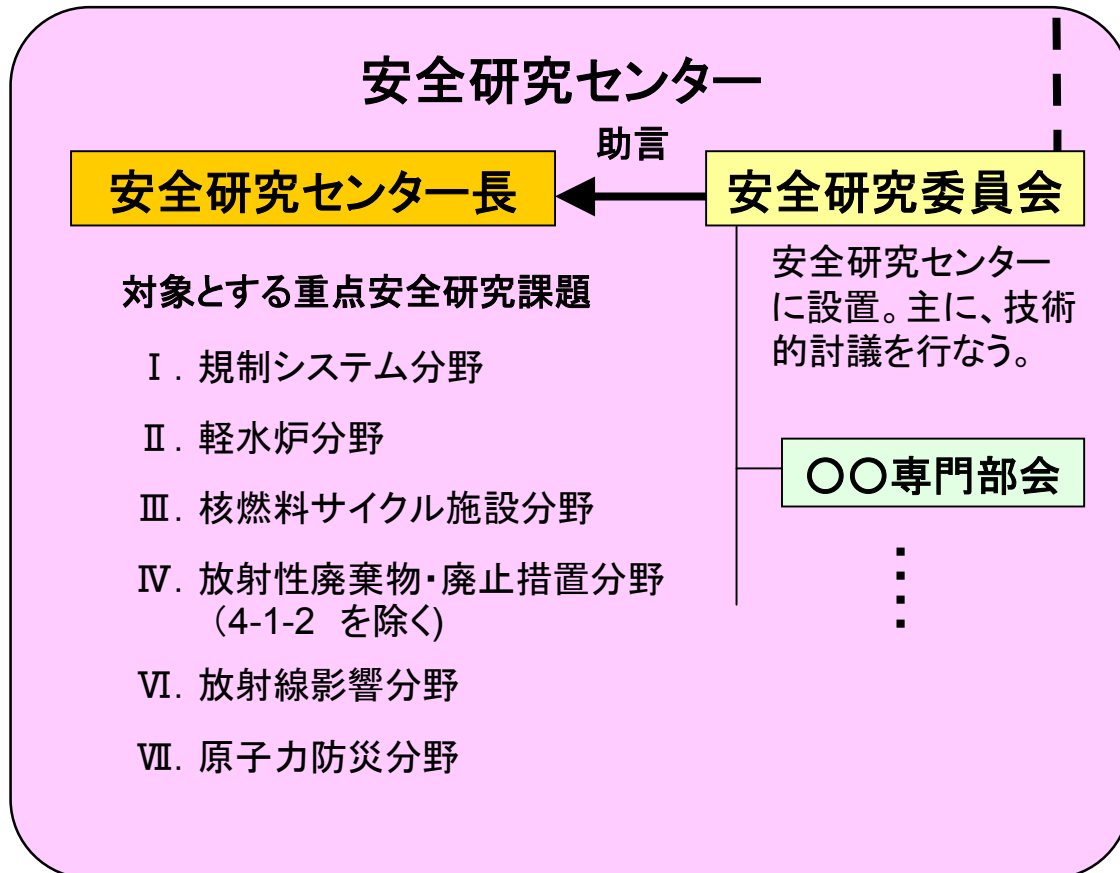 安全研究センター
助言
安全研究センター長
安全研究委員会
安全研究センター
に設置。主に、技術
的討議を行なう。
対象とする重点安全研究課題
Ⅰ. 規制システム分野
Ⅱ. 軽水炉分野
Ⅲ. 核燃料サイクル施設分野
Ⅳ. 放射性廃棄物・廃止措置分野
（4-1-2 を除く)
Ⅵ. 放射線影響分野
Ⅶ. 原子力防災分野
〇〇専門部会